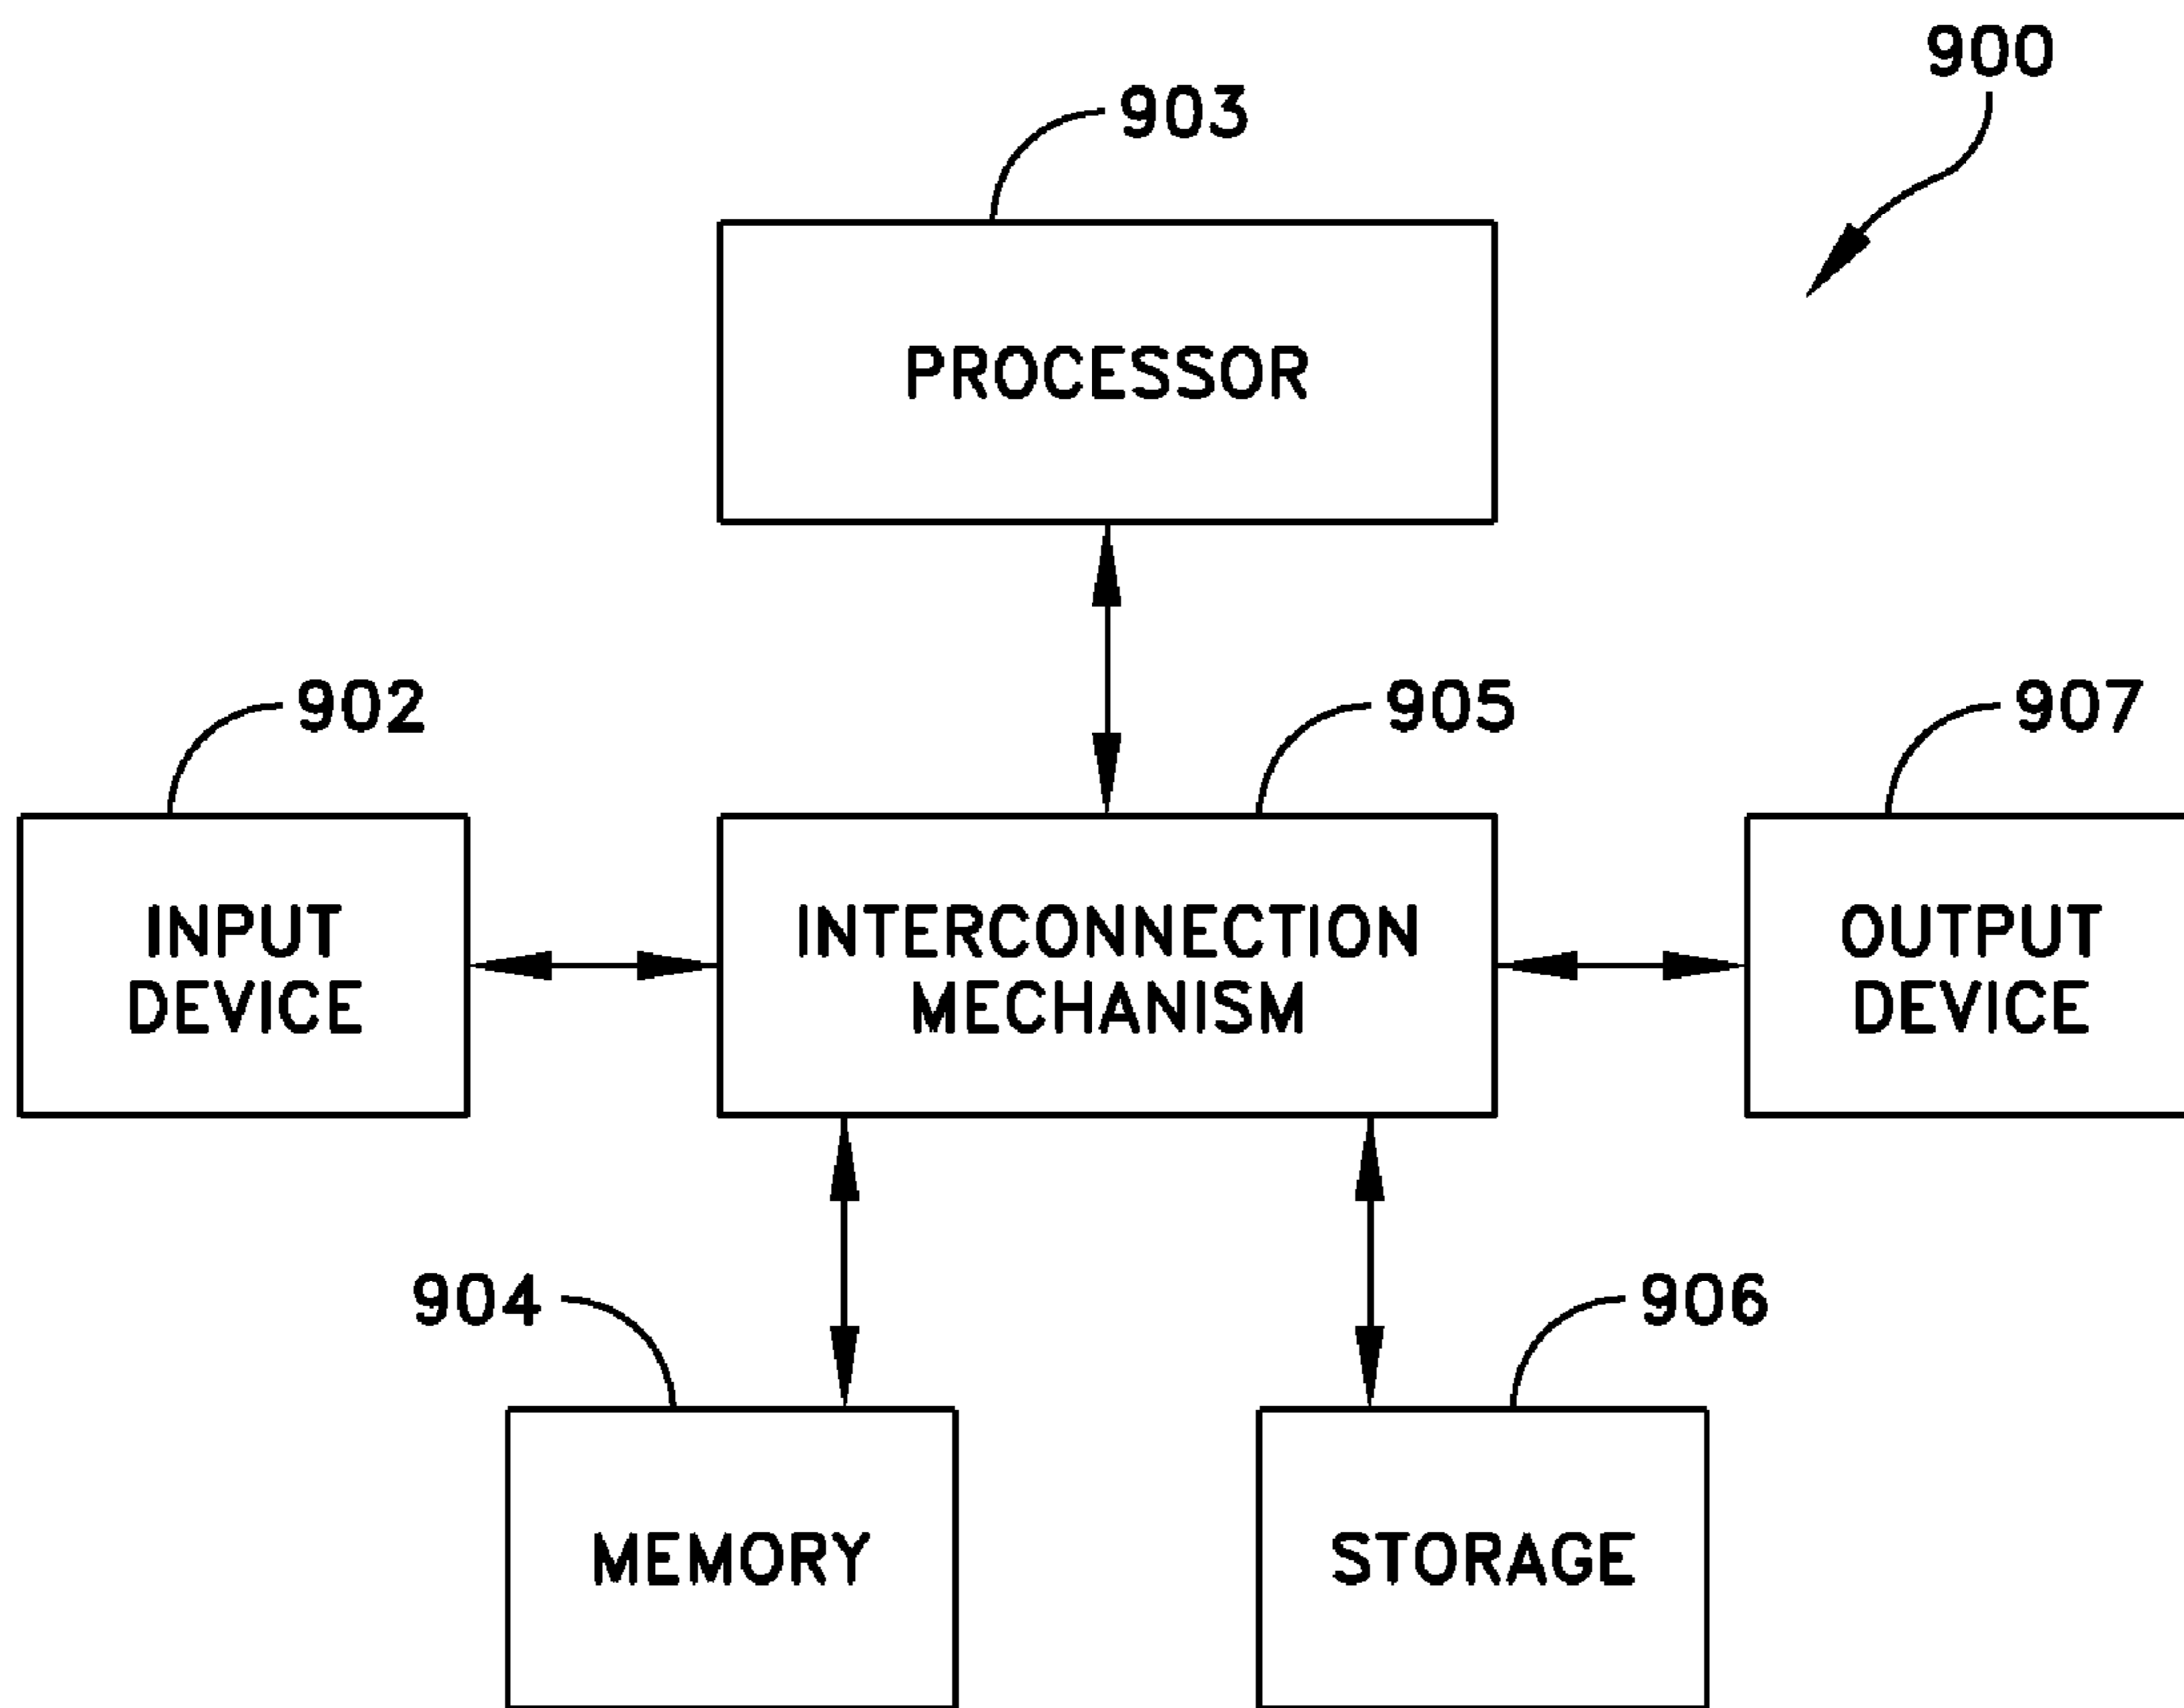 900
903
PROCESSOR
902
905
907
INPUT
DEVICE
INTERCONNECTION
MECHANISM
OUTPUT
DEVICE
904
906
MEMORY
STORAGE